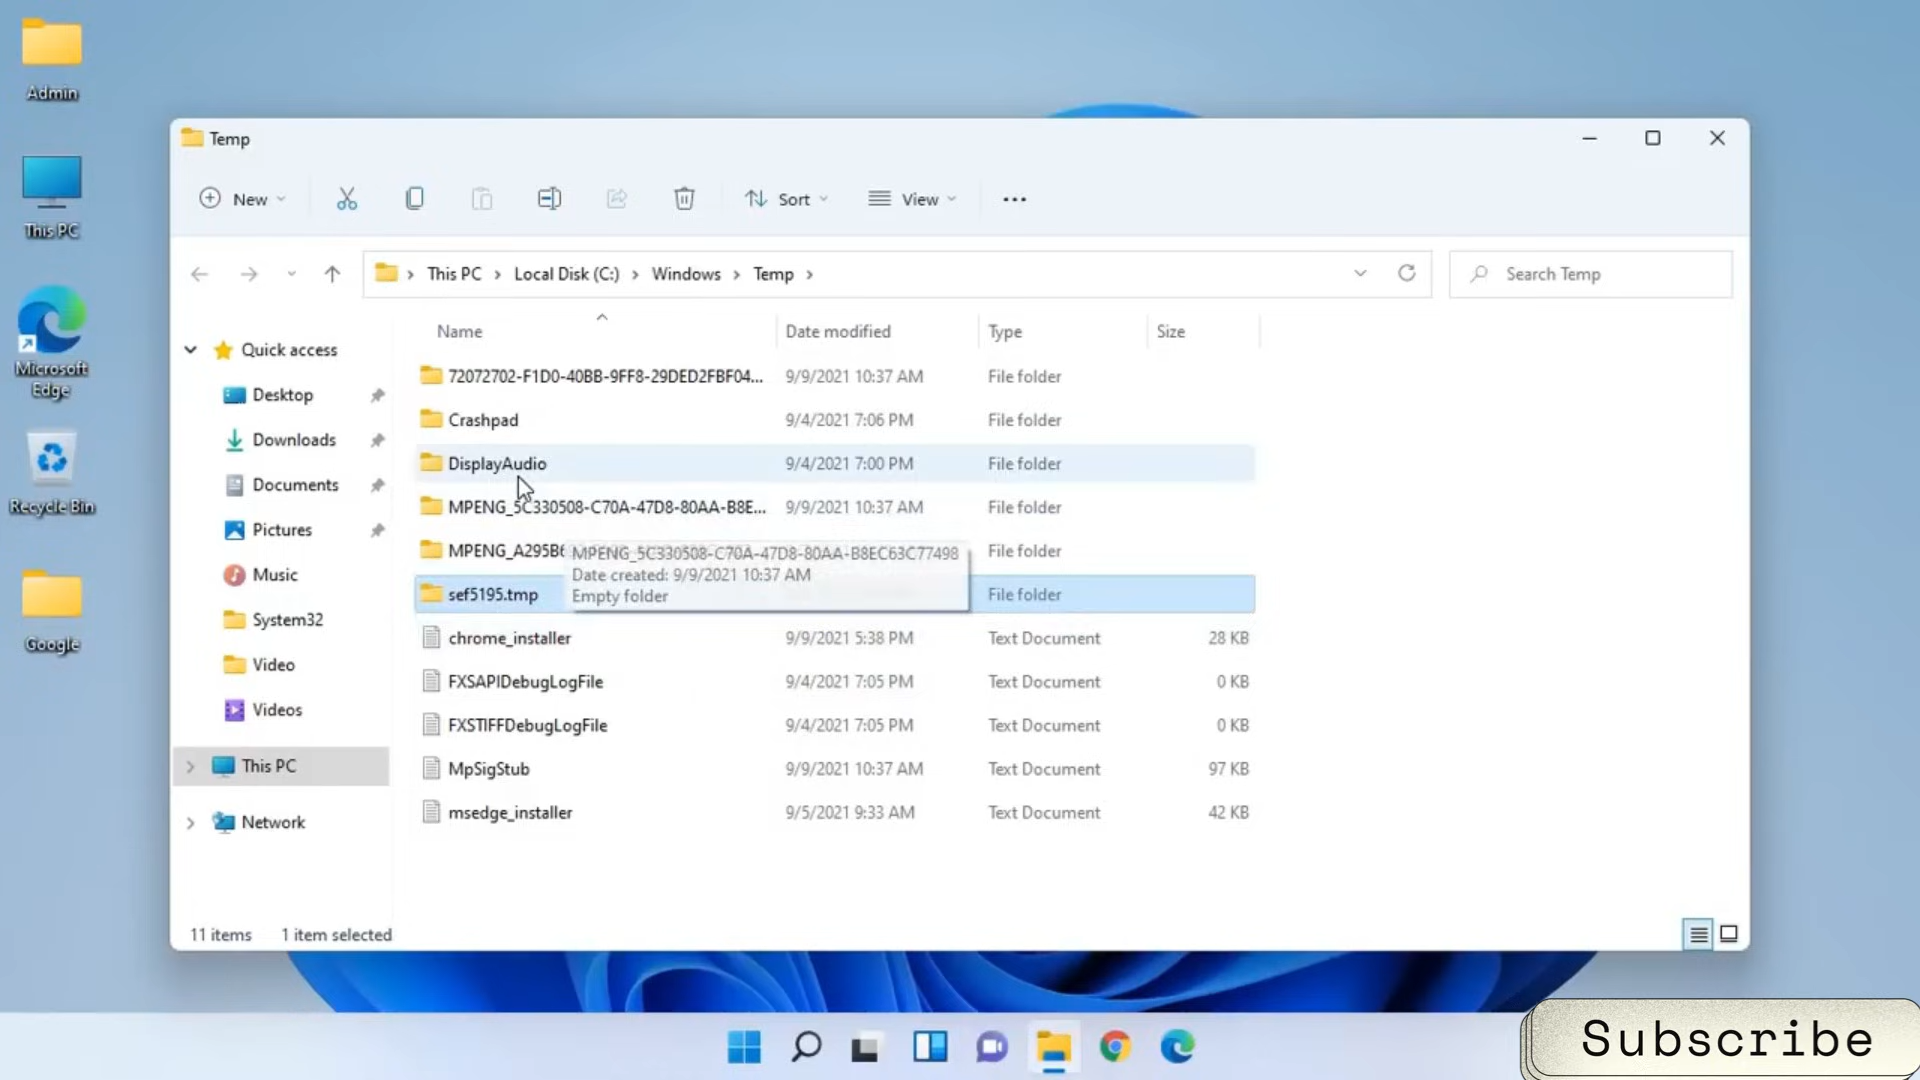 Admin
This PC
Microsoft
Edge
Recycle Bin
Google
Temp
New
Sort
View
This PC
Local Disk (C:)
Windows
Temp
Search Temp
Quick access
Desktop
Downloads
Documents
Pictures
Music
System32
Video
Videos
This PC
Network
Name Date modified Type Size
72072702-F1D0-40BB-9FF8-29DED2FBF04... 9/9/2021 10:37 AM File folder
Crashpad 9/4/2021 7:06 PM File folder
DisplayAudio 9/4/2021 7:00 PM File folder
MPENG_5C330508-C70A-47D8-80AA-B8E... 9/9/2021 10:37 AM File folder
MPENG_A295B File folder
MPENG_5C330508-C70A-47D8-80AA-B8EC63C77498
Date created: 9/9/2021 10:37 AM
Empty folder
sef5195.tmp File folder
chrome_installer 9/9/2021 5:38 PM Text Document 28 KB
FXSAPIDebugLogFile 9/4/2021 7:05 PM Text Document 0 KB
FXSTIFFDebugLogFile 9/4/2021 7:05 PM Text Document 0 KB
MpSigStub 9/9/2021 10:37 AM Text Document 97 KB
msedge_installer 9/5/2021 9:33 AM Text Document 42 KB
11 items 1 item selected
Subscribe